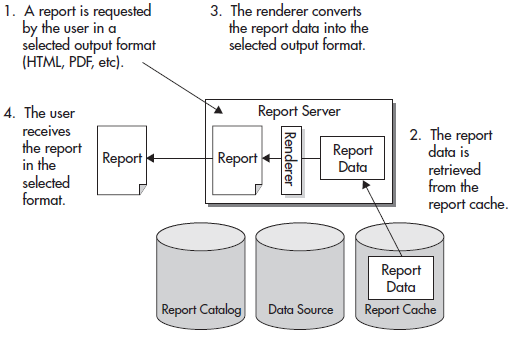 1. A report is requested
by the user in a
selected output format
(HTML, PDF, etc).
3. The renderer converts
the report data into the
selected output format.
4. The user
receives
the report
in the
selected
format.
Report
Report Server
Report
Renderer
Report
Data
2. The report
data is
retrieved
from the
report cache.
Report Catalog
Data Source
Report
Data
Report Cache